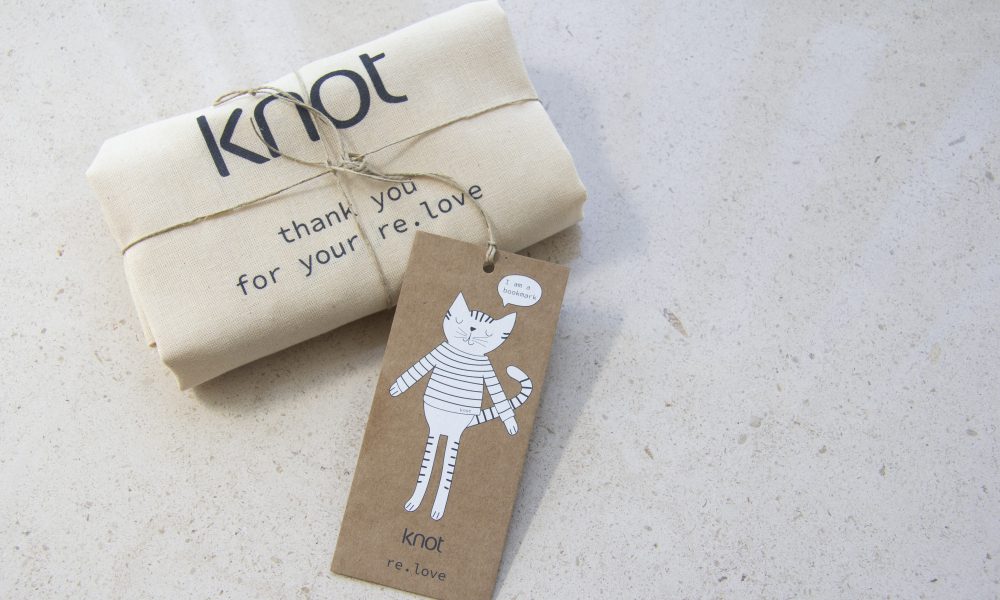 knot
thank you
for your re.love
I am a
bookmark
knot
re.love